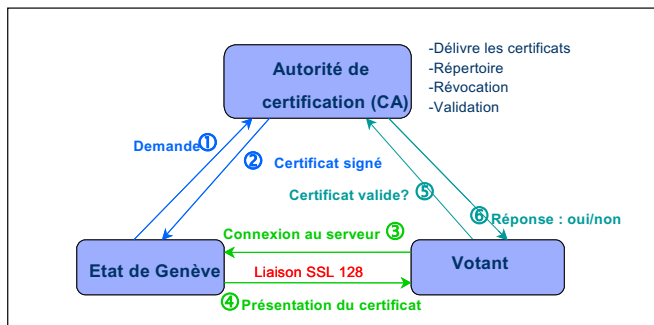 Autorité de
certification (CA)
-Délivre les certificats
-Répertoire
-Révocation
-Validation
Demande ①
② Certificat signé
Certificat valide? ⑤
⑥ Réponse : oui/non
Connexion au serveur ③
Etat de Genève
Liaison SSL 128
Votant
④ Présentation du certificat